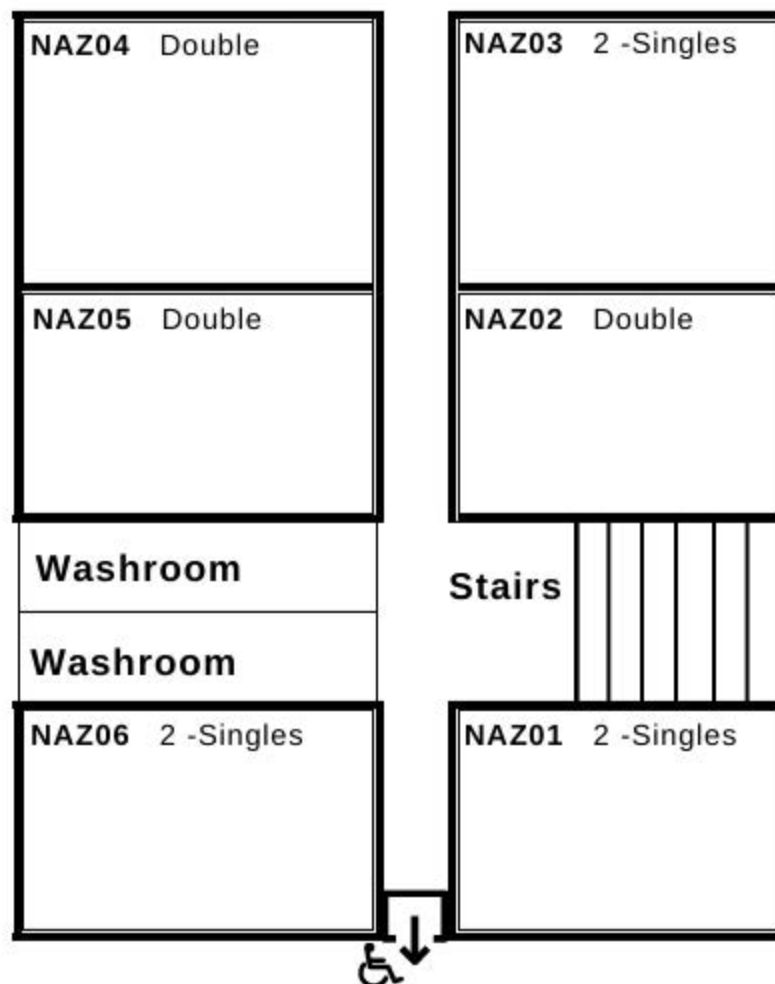 NAZ04 Double
NAZ03 2 -Singles
NAZ05 Double
NAZ02 Double
Washroom
Stairs
Washroom
NAZ06 2 -Singles
NAZ01 2 -Singles